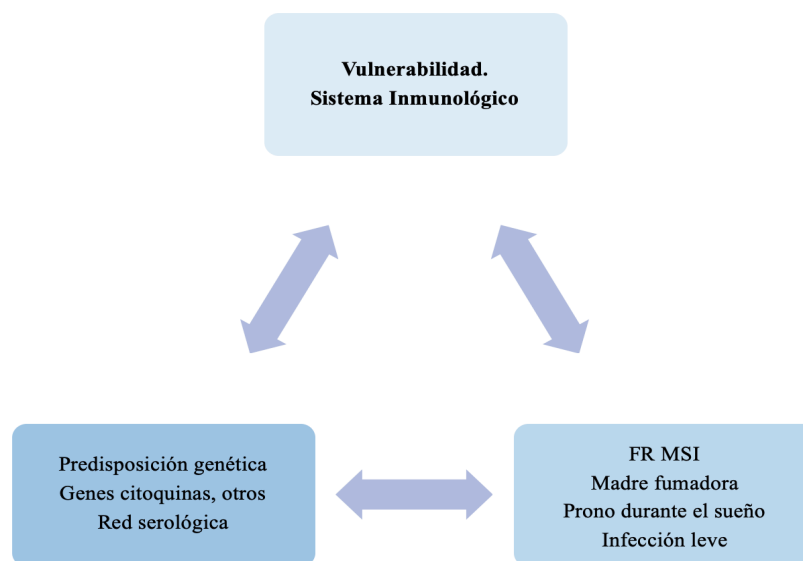 Vulnerabilidad.
Sistema Inmunológico
Predisposición genética
Genes citoquinas, otros
Red serológica
FR MSI
Madre fumadora
Prono durante el sueño
Infección leve